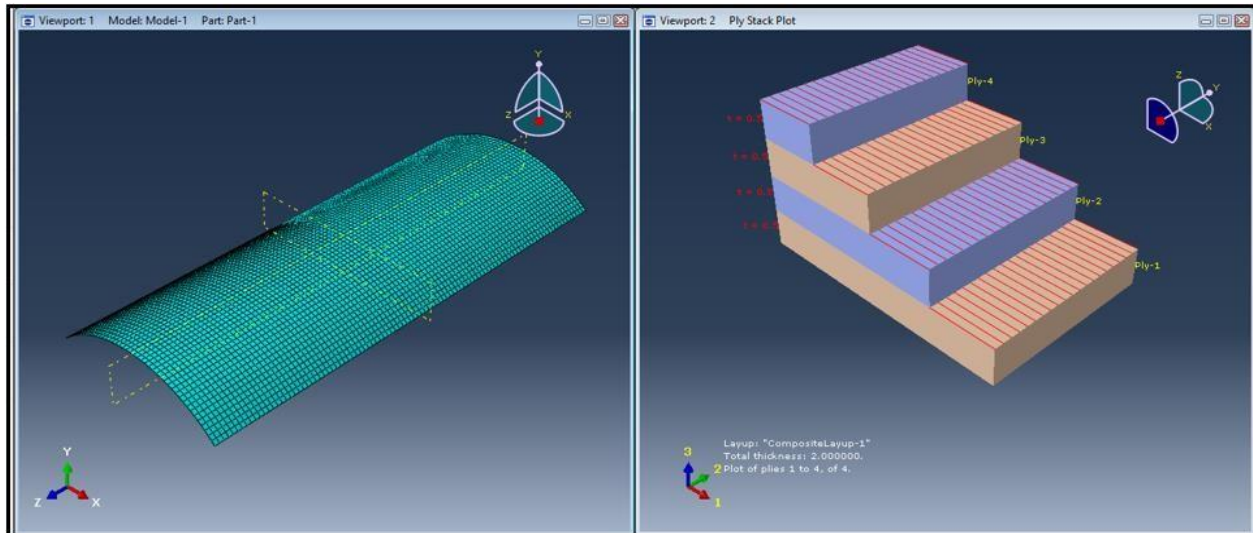 Viewport: 1 Model: Model-1 Part: Part-1
Y
Z X
Y
Z X
Viewport: 2 Ply Stack Plot
Ply-4
Z
Y
X
Ply-3
Ply-2
Ply-1
Layup: "CompositeLayup-1"
Total thickness: 2.000000.
Plot of plies 1 to 4, of 4.
3
2
1